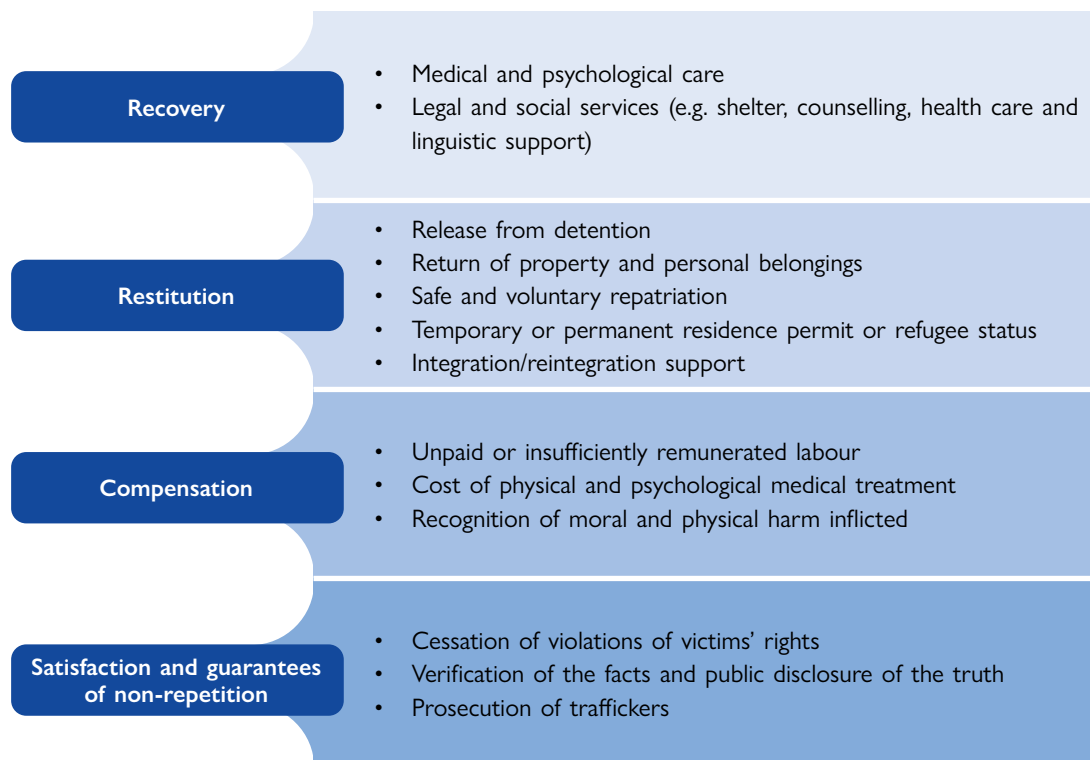 Recovery
• Medical and psychological care
• Legal and social services (e.g. shelter, counselling, health care and
linguistic support)
Restitution
• Release from detention
• Return of property and personal belongings
• Safe and voluntary repatriation
• Temporary or permanent residence permit or refugee status
• Integration/reintegration support
Compensation
• Unpaid or insufficiently remunerated labour
• Cost of physical and psychological medical treatment
• Recognition of moral and physical harm inflicted
Satisfaction and guarantees
of non-repetition
• Cessation of violations of victims’ rights
• Verification of the facts and public disclosure of the truth
• Prosecution of traffickers